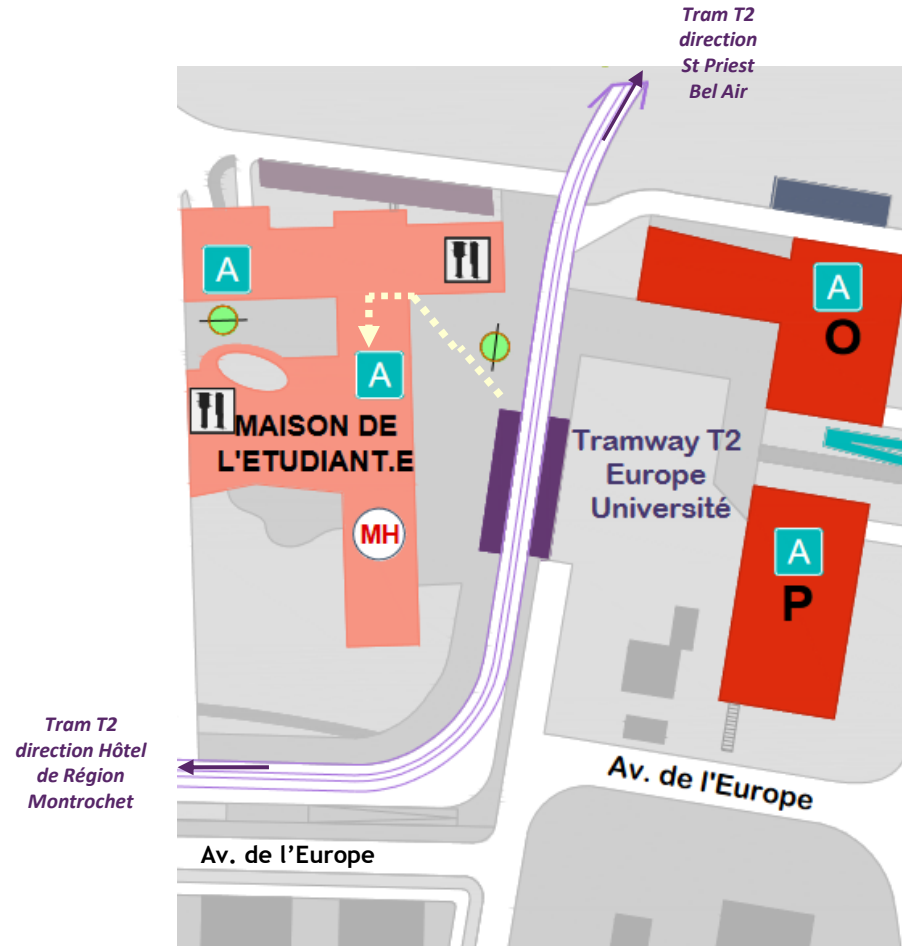 Tram T2
direction
St Priest
Bel Air
A
A
O
A
MAISON DE
L'ETUDIANT.E
Tramway T2
Europe
Université
MH
A
P
Tram T2
direction Hôtel
de Région
Montrochet
Av. de l'Europe
Av. de l’Europe